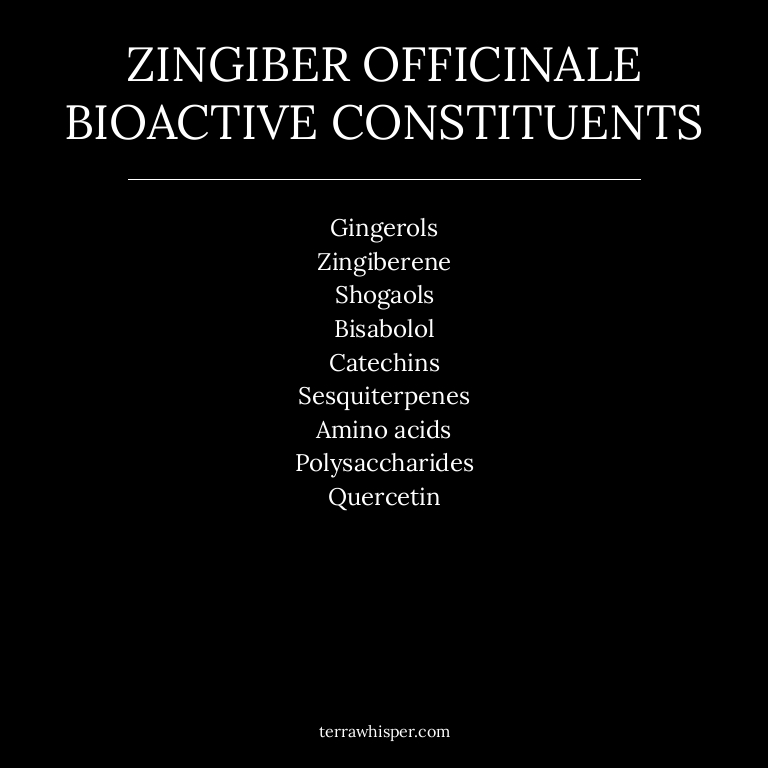 ZINGIBER OFFICINALE
BIOACTIVE CONSTITUENTS
Gingerols
Zingiberene
Shogaols
Bisabolol
Catechins
Sesquiterpenes
Amino acids
Polysaccharides
Quercetin
terrawhisper.com